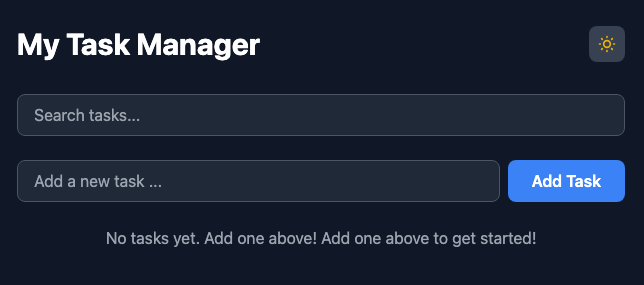 My Task Manager
Search tasks...
Add a new task ...
Add Task
No tasks yet. Add one above! Add one above to get started!